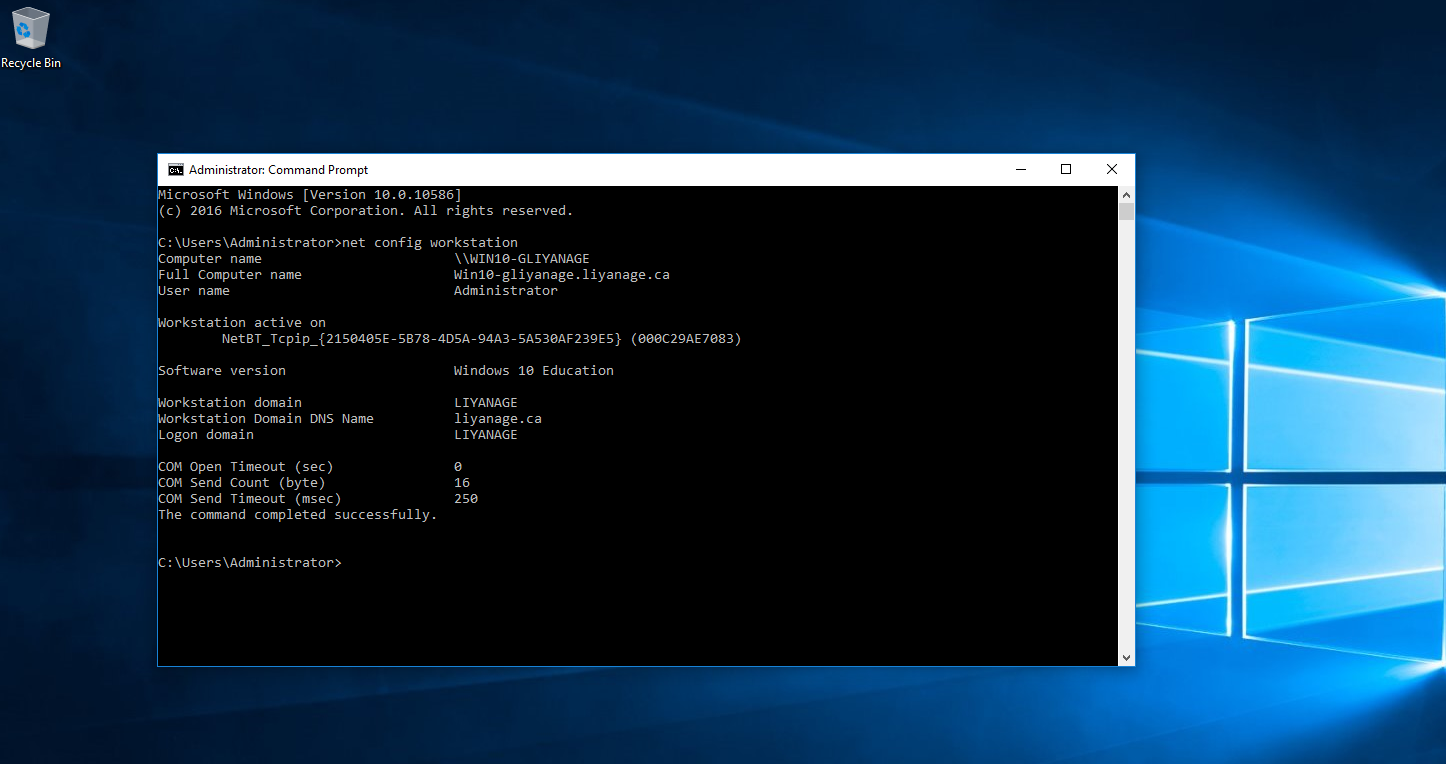 Recycle Bin
Administrator: Command Prompt
Microsoft Windows [Version 10.0.10586]
(c) 2016 Microsoft Corporation. All rights reserved.
C:\Users\Administrator>net config workstation
Computer name                        \\WIN10-GLIYANAGE
Full Computer name                   Win10-gliyanage.liyanage.ca
User name                            Administrator
Workstation active on
        NetBT_Tcpip_{2150405E-5B78-4D5A-94A3-5A530AF239E5} (000C29AE7083)
Software version                     Windows 10 Education
Workstation domain                   LIYANAGE
Workstation Domain DNS Name          liyanage.ca
Logon domain                         LIYANAGE
COM Open Timeout (sec)               0
COM Send Count (byte)                16
COM Send Timeout (msec)              250
The command completed successfully.
C:\Users\Administrator>